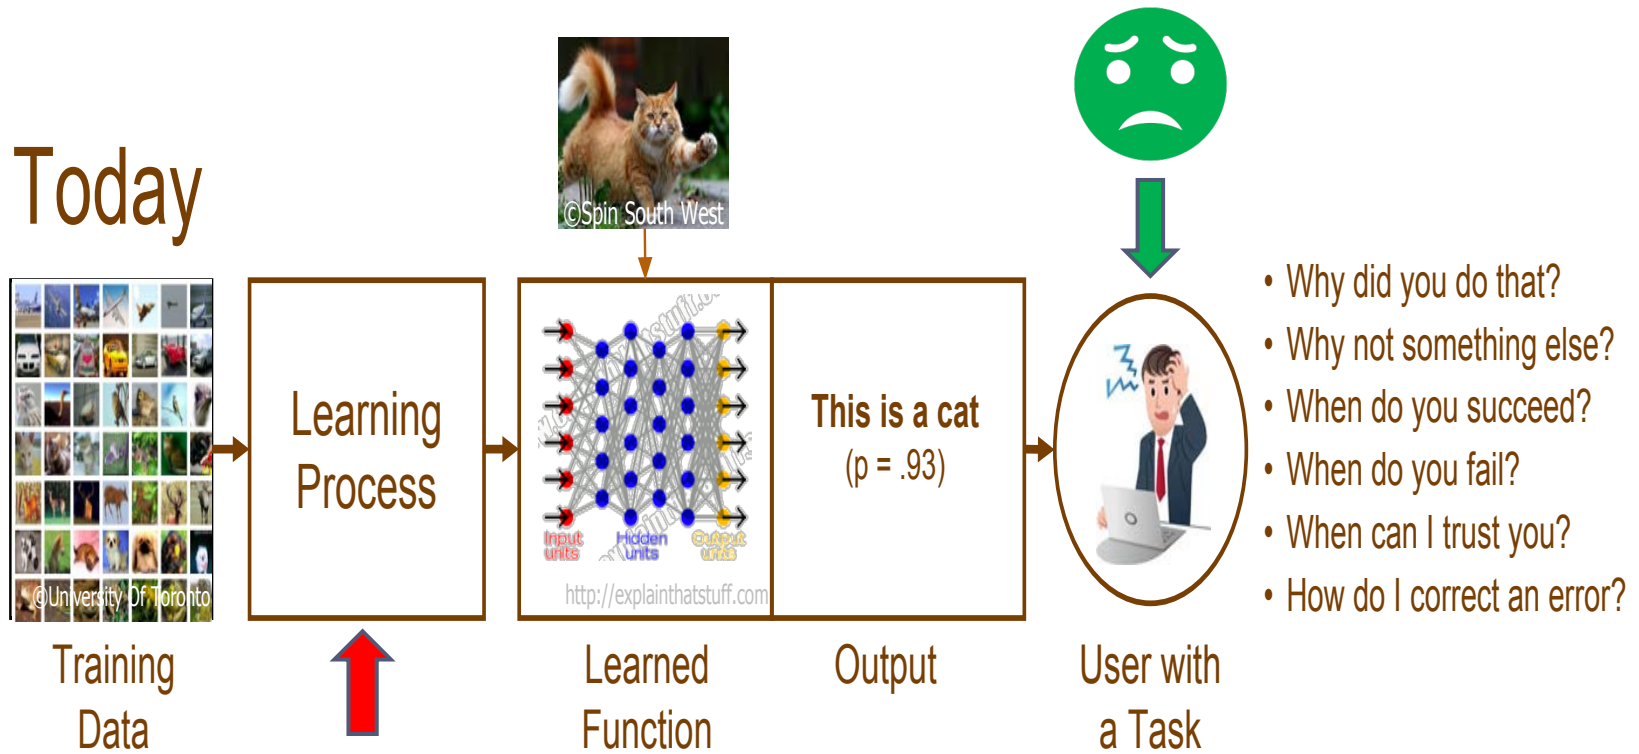 Today
©Spin South West
©University Of Toronto
Learning
Process
Input
units
Hidden
units
Output
units
http://explainthatstuff.com
This is a cat
(p = .93)
• Why did you do that?
• Why not something else?
• When do you succeed?
• When do you fail?
• When can I trust you?
• How do I correct an error?
Training
Data
Learned
Function
Output
User with
a Task